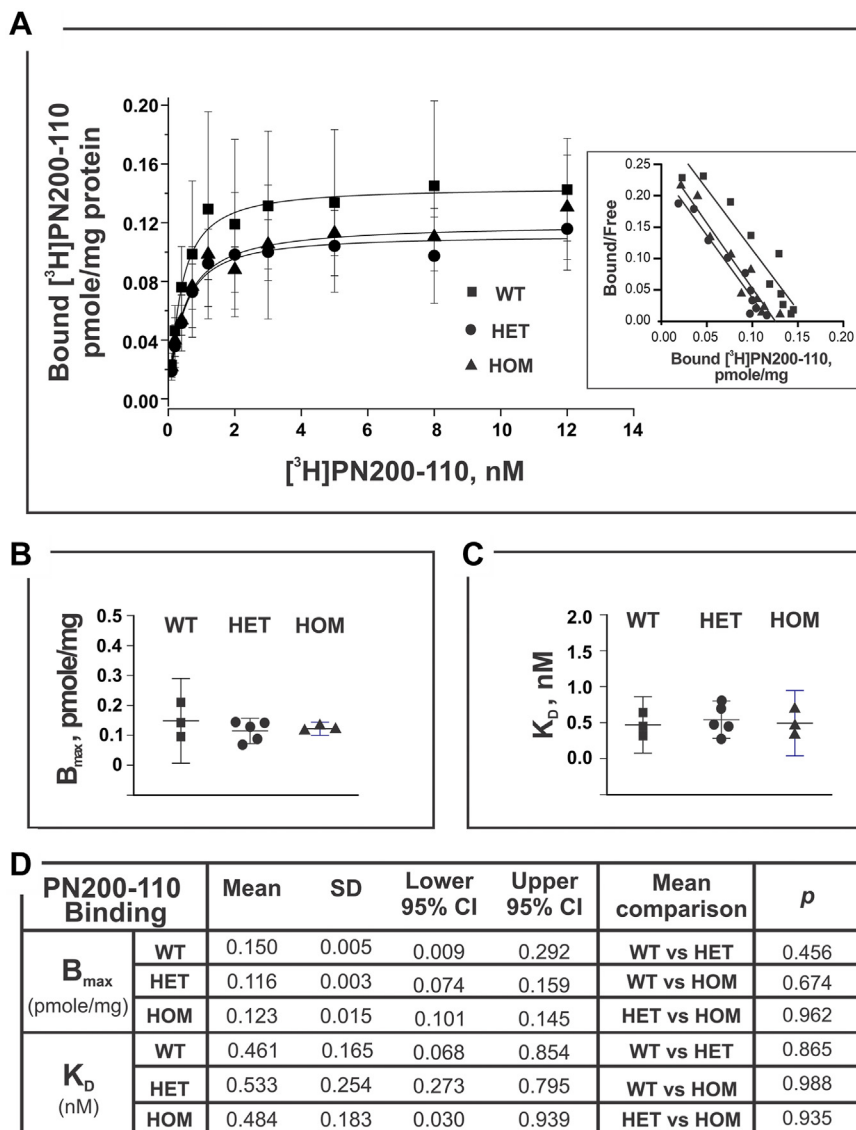 A
Bound [³H]PN200-110
pmole/mg protein
0.20
0.16
0.12
0.08
0.04
0.00
WT
HET
HOM
0 2 4 6 8 10 12 14
[³H]PN200-110, nM
Bound/Free
0.25
0.20
0.15
0.10
0.05
0.00
0.00 0.05 0.10 0.15 0.20
Bound [³H]PN200-110,
pmole/mg
B
Bmax, pmole/mg
0.5
0.4
0.3
0.2
0.1
0
WT HET HOM
C
KD, nM
2.0
1.5
1.0
0.5
0.0
WT HET HOM
D
PN200-110 Binding Mean SD Lower 95% CI Upper 95% CI Mean comparison p
Bmax (pmole/mg)
WT 0.150 0.005 0.009 0.292 WT vs HET 0.456
HET 0.116 0.003 0.074 0.159 WT vs HOM 0.674
HOM 0.123 0.015 0.101 0.145 HET vs HOM 0.962
KD (nM)
WT 0.461 0.165 0.068 0.854 WT vs HET 0.865
HET 0.533 0.254 0.273 0.795 WT vs HOM 0.988
HOM 0.484 0.183 0.030 0.939 HET vs HOM 0.935